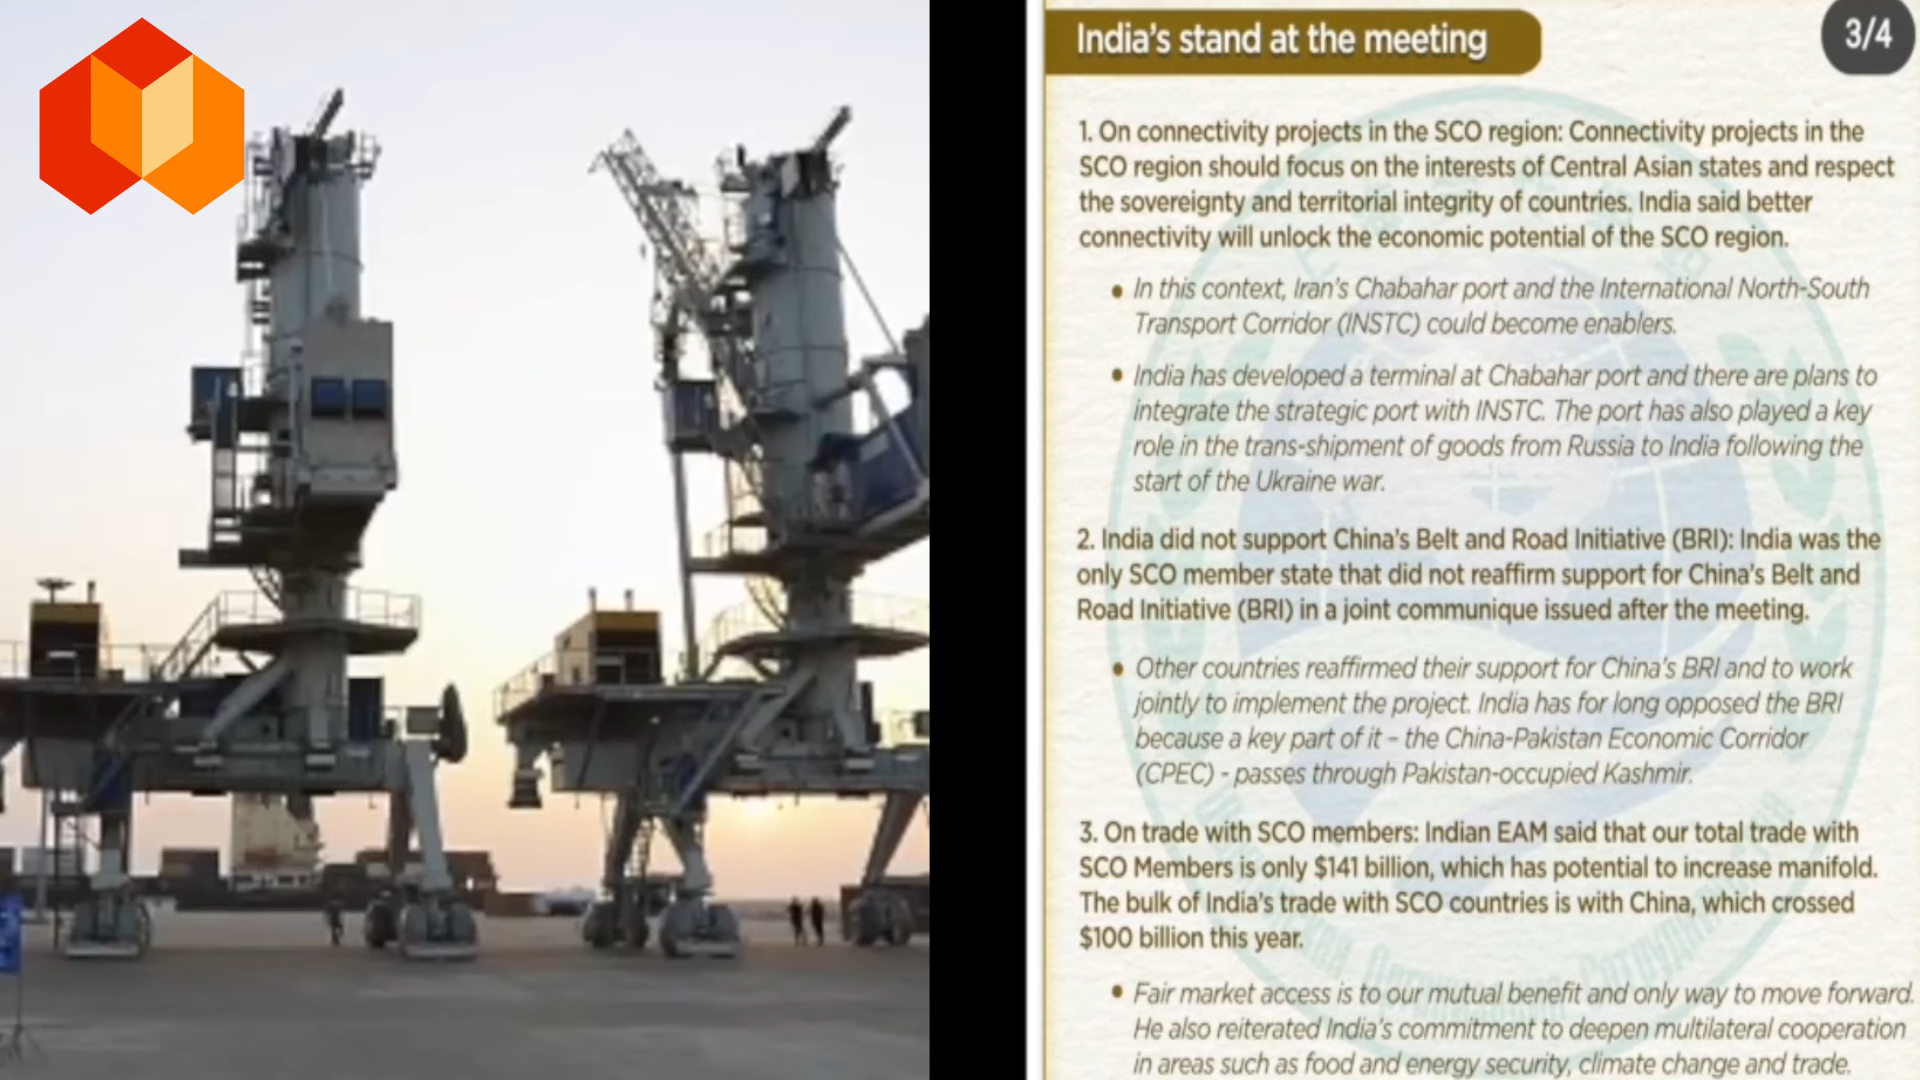 India's stand at the meeting
3/4
1. On connectivity projects in the SCO region: Connectivity projects in the
SCO region should focus on the interests of Central Asian states and respect
the sovereignty and territorial integrity of countries. India said better
connectivity will unlock the economic potential of the SCO region.
• In this context, Iran's Chabahar port and the International North-South
Transport Corridor (INSTC) could become enablers.
• India has developed a terminal at Chabahar port and there are plans to
integrate the strategic port with INSTC. The port has also played a key
role in the trans-shipment of goods from Russia to India following the
start of the Ukraine war.
2. India did not support China's Belt and Road Initiative (BRI): India was the
only SCO member state that did not reaffirm support for China's Belt and
Road Initiative (BRI) in a joint communique issued after the meeting.
• Other countries reaffirmed their support for China's BRI and to work
jointly to implement the project. India has for long opposed the BRI
because a key part of it – the China-Pakistan Economic Corridor
(CPEC) - passes through Pakistan-occupied Kashmir.
3. On trade with SCO members: Indian EAM said that our total trade with
SCO Members is only $141 billion, which has potential to increase manifold.
The bulk of India's trade with SCO countries is with China, which crossed
$100 billion this year.
• Fair market access is to our mutual benefit and only way to move forward.
He also reiterated India's commitment to deepen multilateral cooperation
in areas such as food and energy security, climate change and trade.